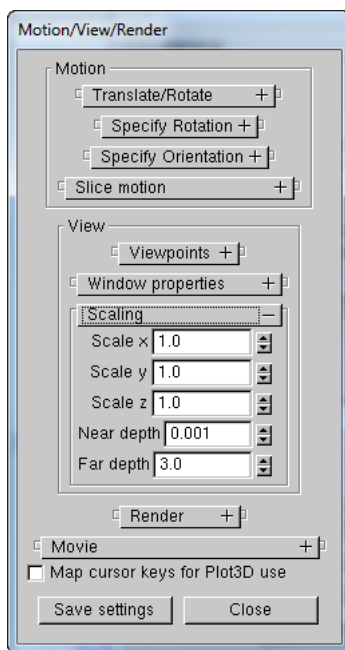 Motion/View/Render
Motion
Translate/Rotate +
Specify Rotation +
Specify Orientation +
Slice motion +
View
Viewpoints +
Window properties +
Scaling −
Scale x 1.0
Scale y 1.0
Scale z 1.0
Near depth 0.001
Far depth 3.0
Render +
Movie +
Map cursor keys for Plot3D use
Save settings Close